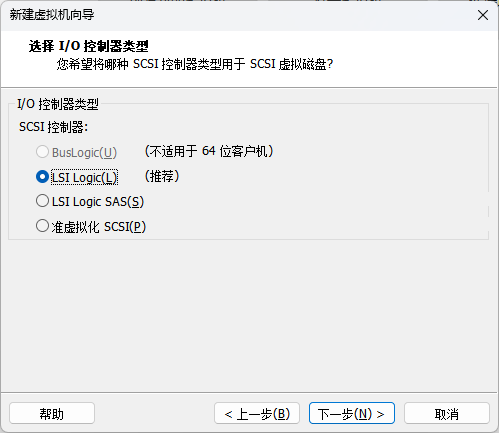 新建虚拟机向导
选择 I/O 控制器类型
您希望将哪种 SCSI 控制器类型用于 SCSI 虚拟磁盘?
I/O 控制器类型
SCSI 控制器:
BusLogic(U) (不适用于 64 位客户机)
LSI Logic(L) (推荐)
LSI Logic SAS(S)
准虚拟化 SCSI(P)
帮助 < 上一步(B) 下一步(N) > 取消